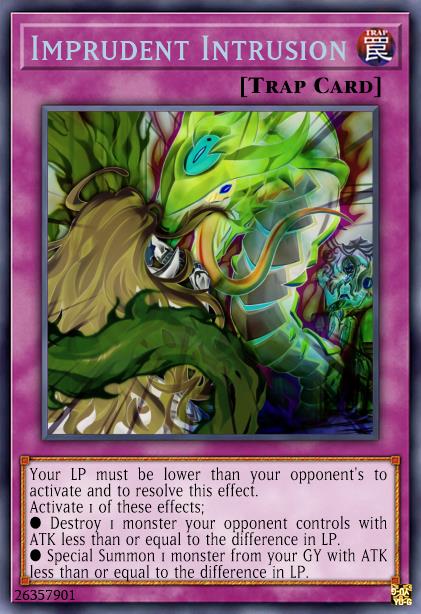 IMPRUDENT INTRUSION
TRAP
罠
[TRAP CARD]
Your LP must be lower than your opponent's to
activate and to resolve this effect.
Activate 1 of these effects;
● Destroy 1 monster your opponent controls with
ATK less than or equal to the difference in LP.
● Special Summon 1 monster from your GY with ATK
less than or equal to the difference in LP.
26357901